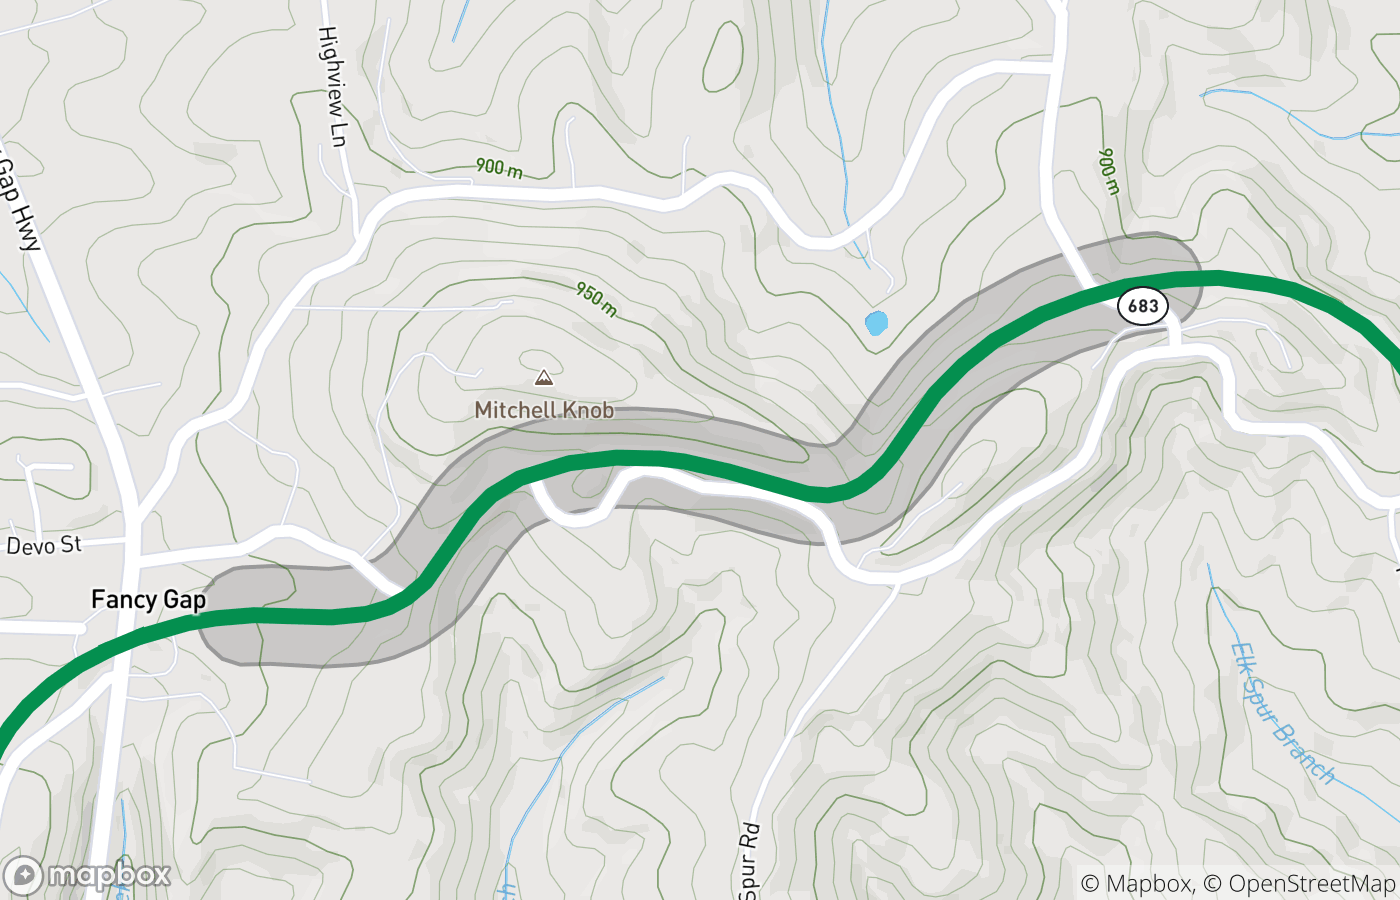 Highview Ln
Gap Hwy
900 m
900 m
950 m
683
Mitchell Knob
Devo St
Fancy Gap
Elk Spur Branch
Spur Rd
mapbox
© Mapbox, © OpenStreetMap